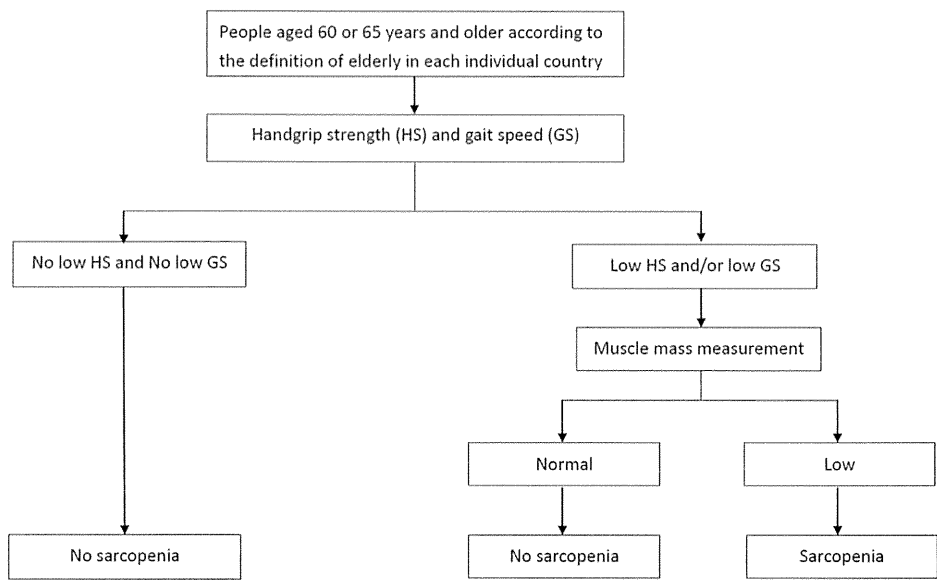 People aged 60 or 65 years and older according to
the definition of elderly in each individual country
Handgrip strength (HS) and gait speed (GS)
No low HS and No low GS
Low HS and/or low GS
Muscle mass measurement
Normal
Low
No sarcopenia
No sarcopenia
Sarcopenia